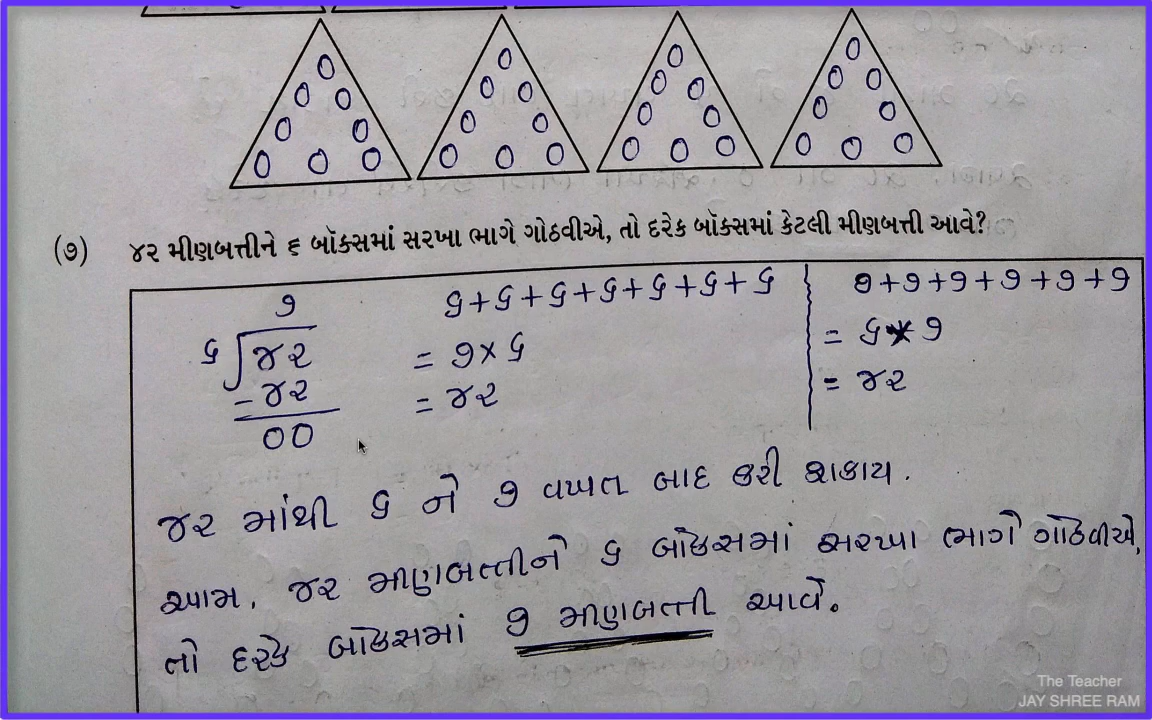 (૭) ૪૨ મીણબત્તીને ૬ બૉક્સમાં સરખા ભાગે ગોઠવીએ, તો દરેક બૉક્સમાં કેટલી મીણબત્તી આવે?
૭
૬ ૪૨
- ૪૨
૦૦
૬+૬+૬+૬+૬+૬+૬
= ૭×૬
= ૪૨
૭+૭+૭+૭+૭+૭
= ૬×૭
= ૪૨
૪૨ માંથી ૬ ને ૭ વખત બાદ કરી શકાય.
આમ, ૪૨ મીણબત્તીને ૬ બૉક્સમાં સરખા ભાગે ગોઠવીએ,
તો દરેક બૉક્સમાં ૭ મીણબત્તી આવે.
The Teacher
JAY SHREE RAM